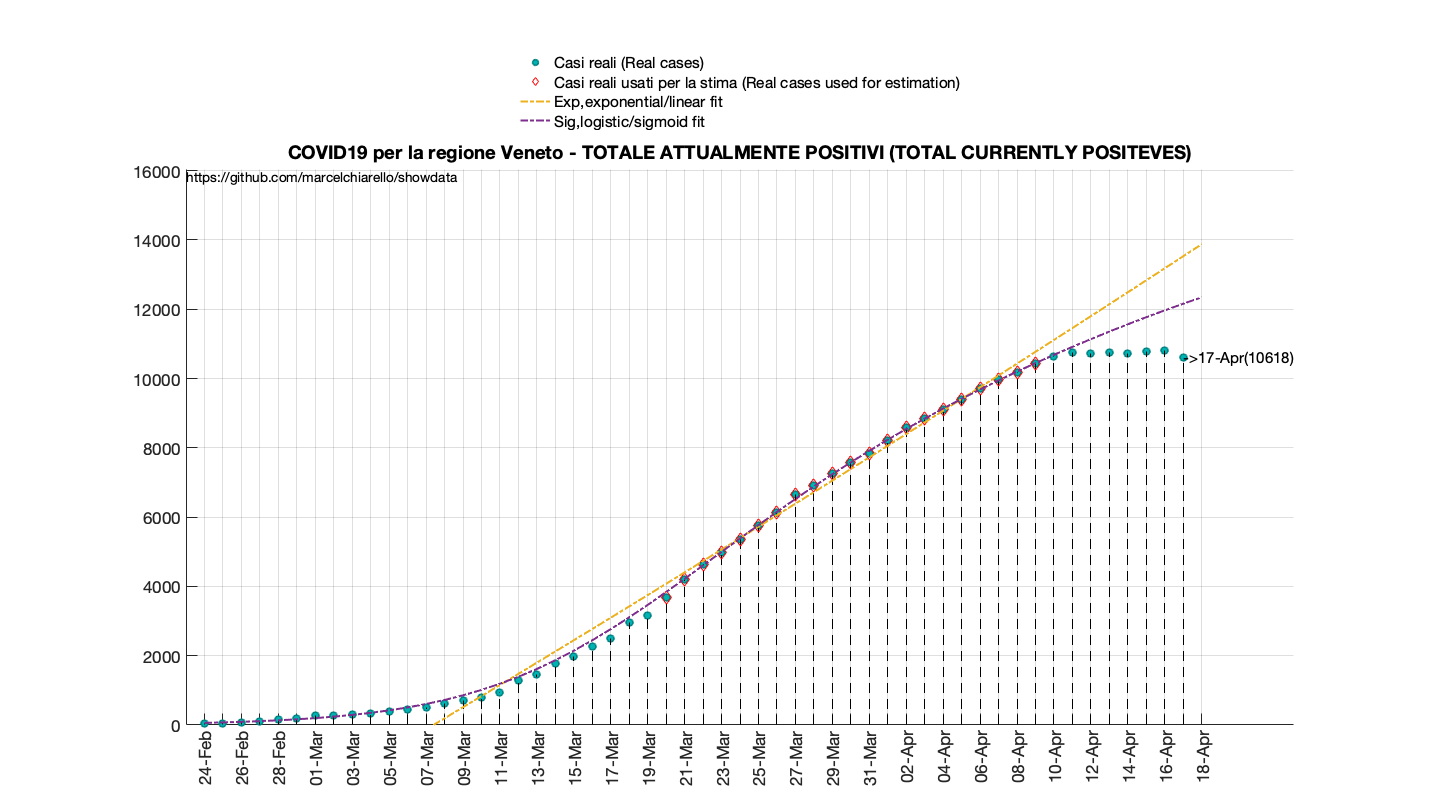 Casi reali (Real cases)
Casi reali usati per la stima (Real cases used for estimation)
Exp,exponential/linear fit
Sig,logistic/sigmoid fit
COVID19 per la regione Veneto - TOTALE ATTUALMENTE POSITIVI (TOTAL CURRENTLY POSITEVES)
https://github.com/marcelchiarello/showdata
16000
14000
12000
10000
8000
6000
4000
2000
0
->17-Apr(10618)
24-Feb
26-Feb
28-Feb
01-Mar
03-Mar
05-Mar
07-Mar
09-Mar
11-Mar
13-Mar
15-Mar
17-Mar
19-Mar
21-Mar
23-Mar
25-Mar
27-Mar
29-Mar
31-Mar
02-Apr
04-Apr
06-Apr
08-Apr
10-Apr
12-Apr
14-Apr
16-Apr
18-Apr